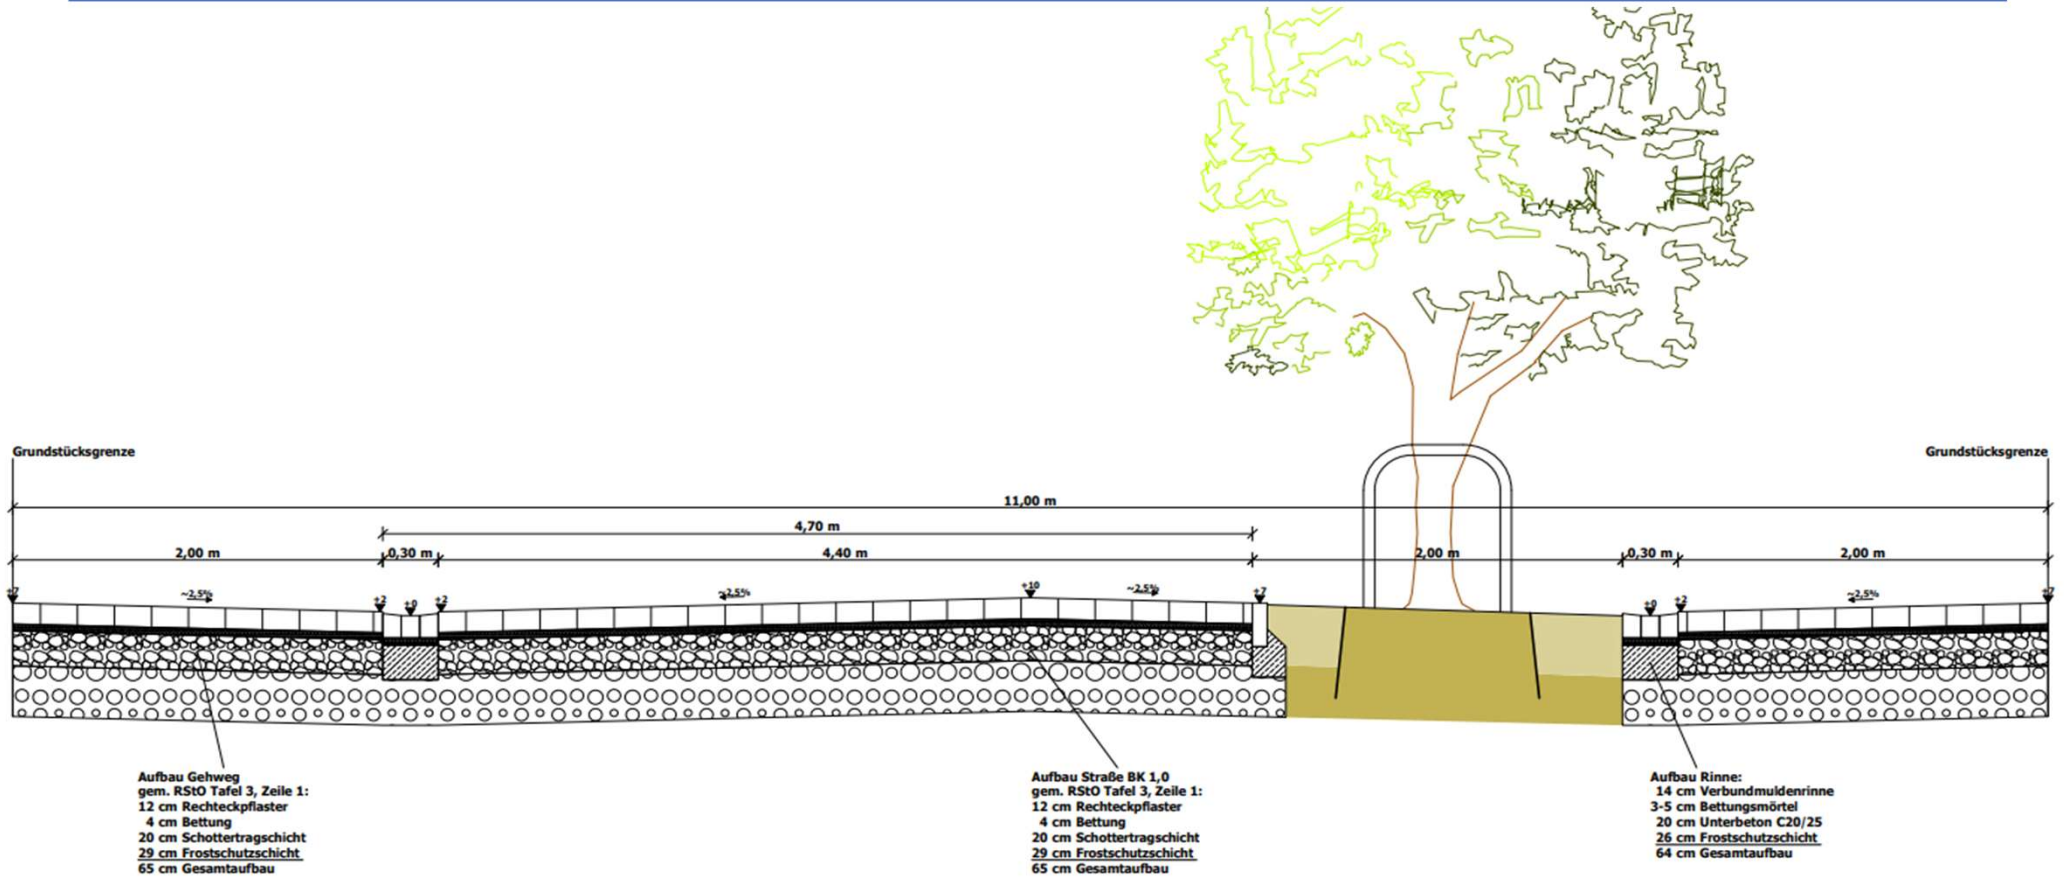 Grundstücksgrenze
Grundstücksgrenze
11,00 m
4,70 m
2,00 m
0,30 m
4,40 m
2,00 m
0,30 m
2,00 m
+7
~2,5%
+2
+0
+2
~2,5%
+10
~2,5%
+7
+0
+2
~2,5%
+7
Aufbau Gehweg
gem. RStO Tafel 3, Zeile 1:
12 cm Rechteckpflaster
4 cm Bettung
20 cm Schottertragschicht
29 cm Frostschutzschicht
65 cm Gesamtaufbau
Aufbau Straße BK 1,0
gem. RStO Tafel 3, Zeile 1:
12 cm Rechteckpflaster
4 cm Bettung
20 cm Schottertragschicht
29 cm Frostschutzschicht
65 cm Gesamtaufbau
Aufbau Rinne:
14 cm Verbundmuldenrinne
3-5 cm Bettungsmörtel
20 cm Unterbeton C20/25
26 cm Frostschutzschicht
64 cm Gesamtaufbau